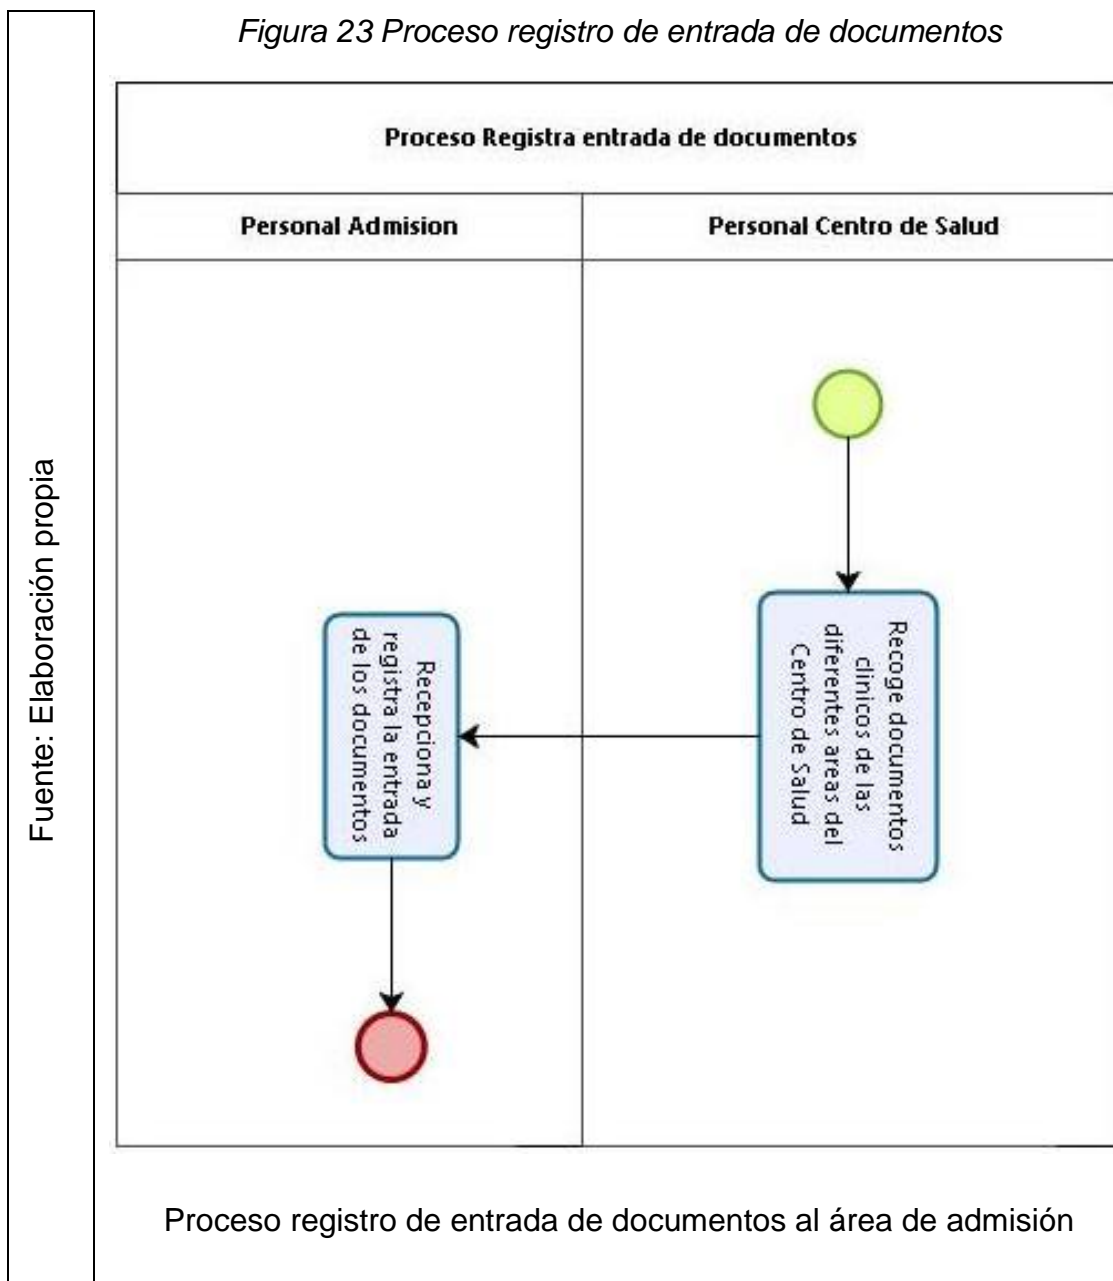 Figura 23 Proceso registro de entrada de documentos
Proceso Registra entrada de documentos
Personal Admision
Personal Centro de Salud
Recoge documentos
clinicos de las
diferentes areas del
Centro de Salud
Recepciona y
registra la entrada
de los documentos
Proceso registro de entrada de documentos al área de admisión
Fuente: Elaboración propia